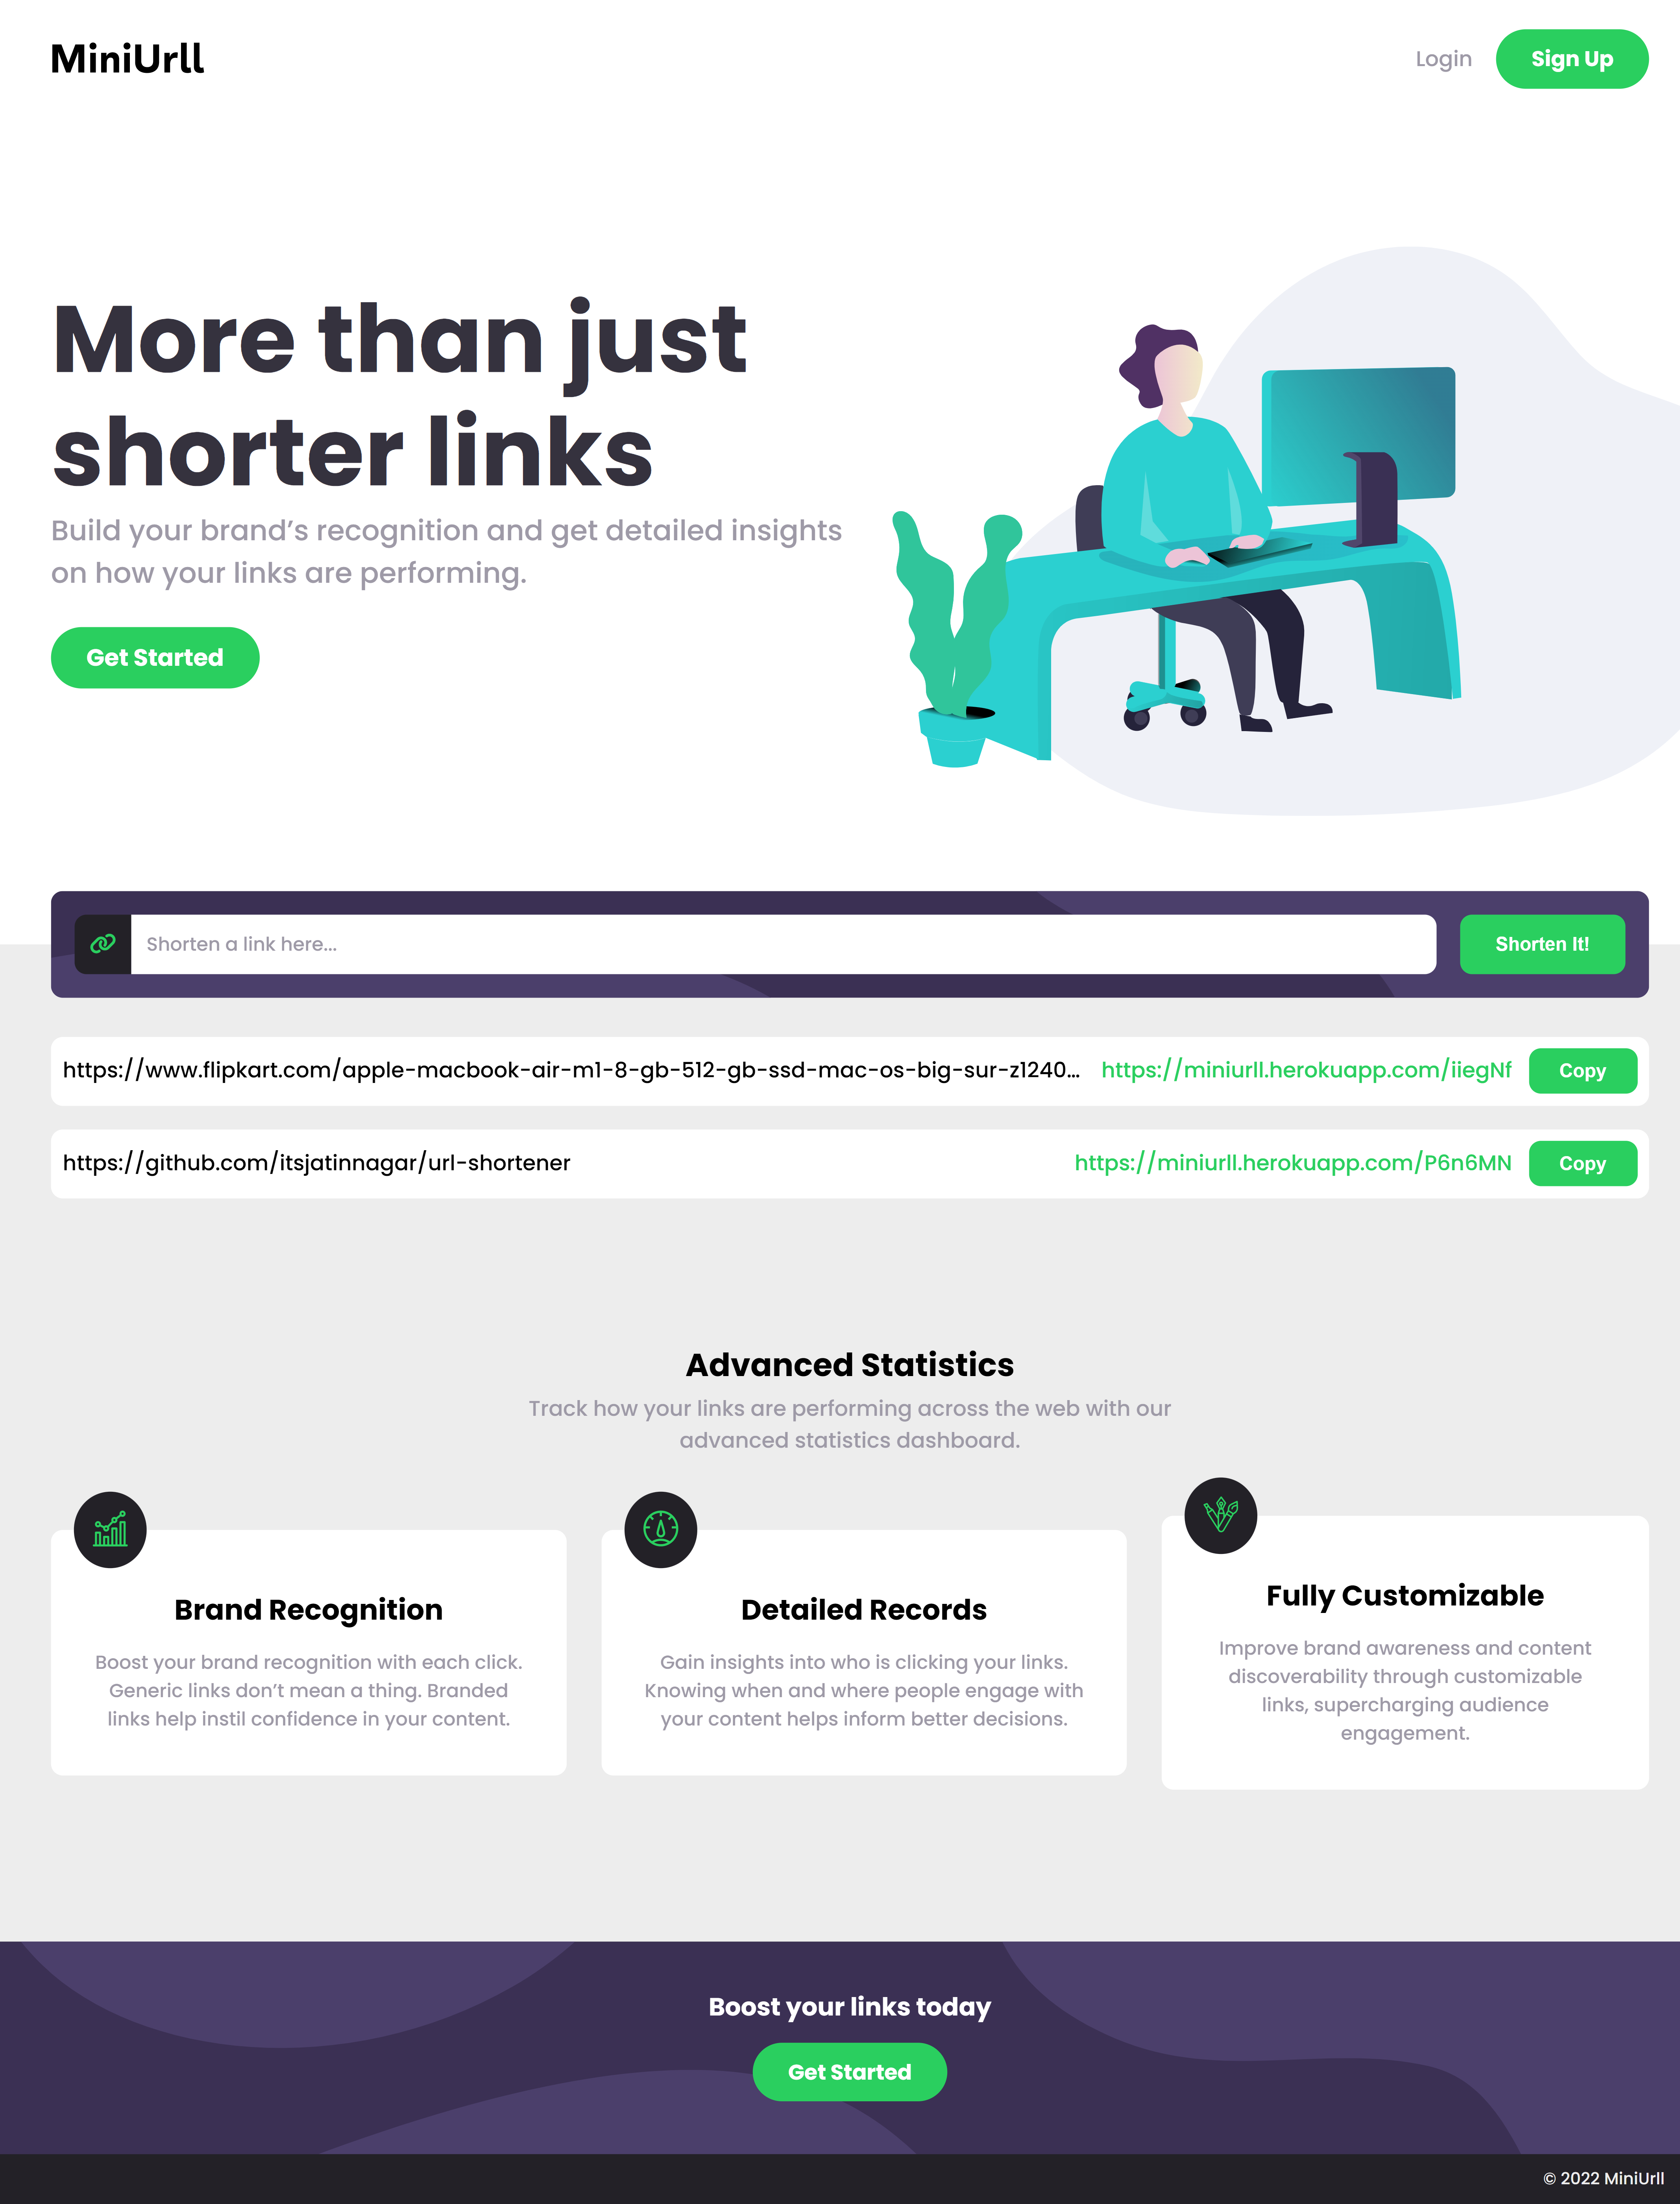 MiniUrll
Login
Sign Up
More than just
shorter links
Build your brand’s recognition and get detailed insights
on how your links are performing.
Get Started
Shorten a link here...
Shorten It!
https://www.flipkart.com/apple-macbook-air-m1-8-gb-512-gb-ssd-mac-os-big-sur-z1240...
https://miniurll.herokuapp.com/iiegNf
Copy
https://github.com/itsjatinnagar/url-shortener
https://miniurll.herokuapp.com/P6n6MN
Copy
Advanced Statistics
Track how your links are performing across the web with our
advanced statistics dashboard.
Brand Recognition
Boost your brand recognition with each click.
Generic links don’t mean a thing. Branded
links help instil confidence in your content.
Detailed Records
Gain insights into who is clicking your links.
Knowing when and where people engage with
your content helps inform better decisions.
Fully Customizable
Improve brand awareness and content
discoverability through customizable
links, supercharging audience
engagement.
Boost your links today
Get Started
© 2022 MiniUrll